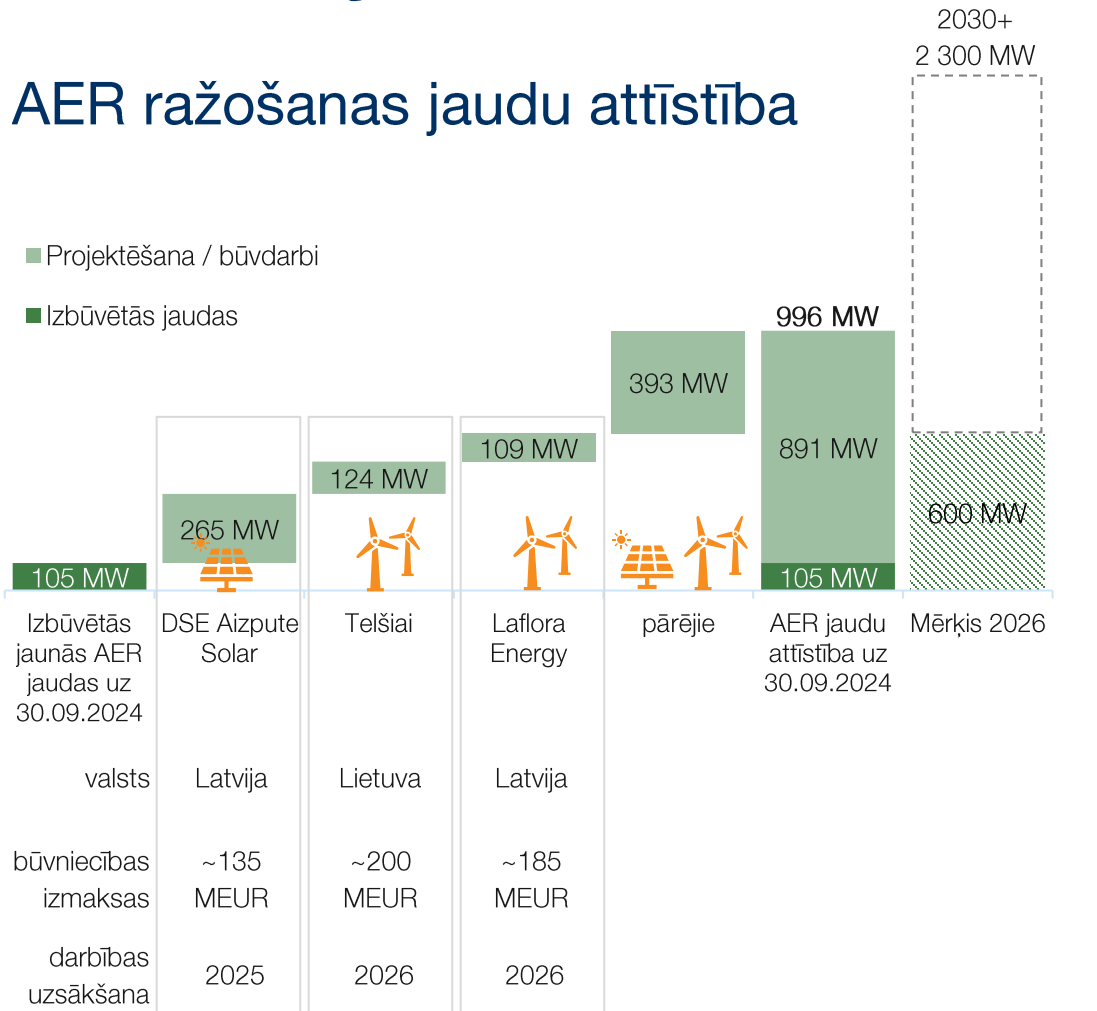 2030+
2 300 MW
AER ražošanas jaudu attīstība
Projektēšana / būvdarbi
Izbūvētās jaudas
996 MW
393 MW
891 MW
109 MW
124 MW
265 MW
600 MW
105 MW
105 MW
Izbūvētās
jaunās AER
jaudas uz
30.09.2024
DSE Aizpute
Solar
Telšiai
Laflora
Energy
pārējie
AER jaudu
attīstība uz
30.09.2024
Mērķis 2026
valsts
Latvija
Lietuva
Latvija
būvniecības
izmaksas
~135
MEUR
~200
MEUR
~185
MEUR
darbības
uzsākšana
2025
2026
2026